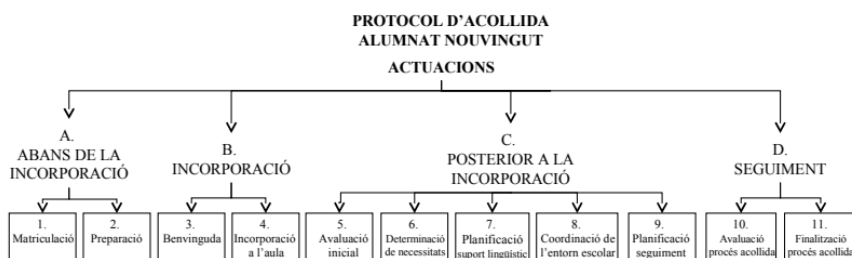 PROTOCOL D'ACOLLIDA
ALUMNAT NOUVINGUT
ACTUACIONS
A.
ABANS DE LA
INCORPORACIÓ
B.
INCORPORACIÓ
C.
POSTERIOR A LA
INCORPORACIÓ
D.
SEGUIMENT
1.
Matriculació
2.
Preparació
3.
Benvinguda
4.
Incorporació
a l'aula
5.
Avaluació
inicial
6.
Determinació
de necessitats
7.
Planificació
suport lingüístic
8.
Coordinació de
l'entorn escolar
9.
Planificació
seguiment
10.
Avaluació
procés acollida
11.
Finalització
procés acollida